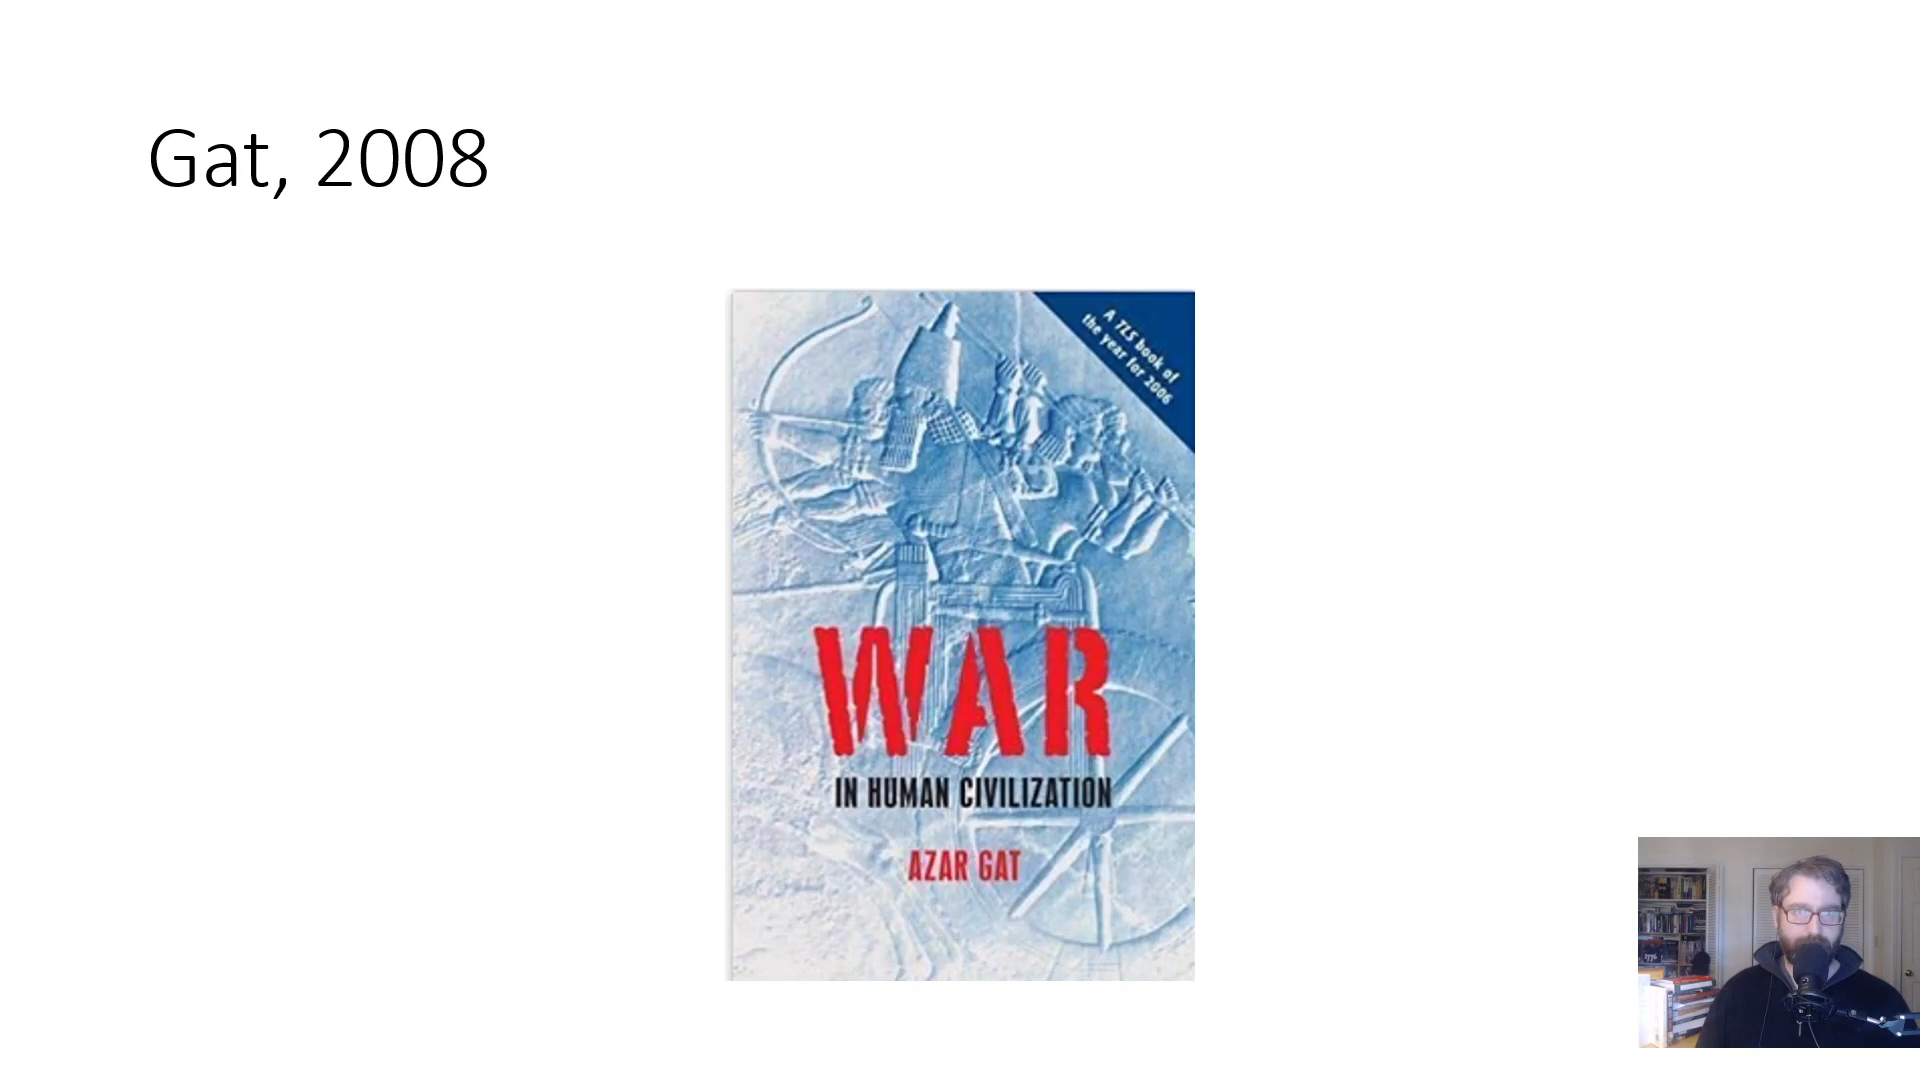 Gat, 2008
A TLS book of
the year for 2006
WAR
IN HUMAN CIVILIZATION
AZAR GAT